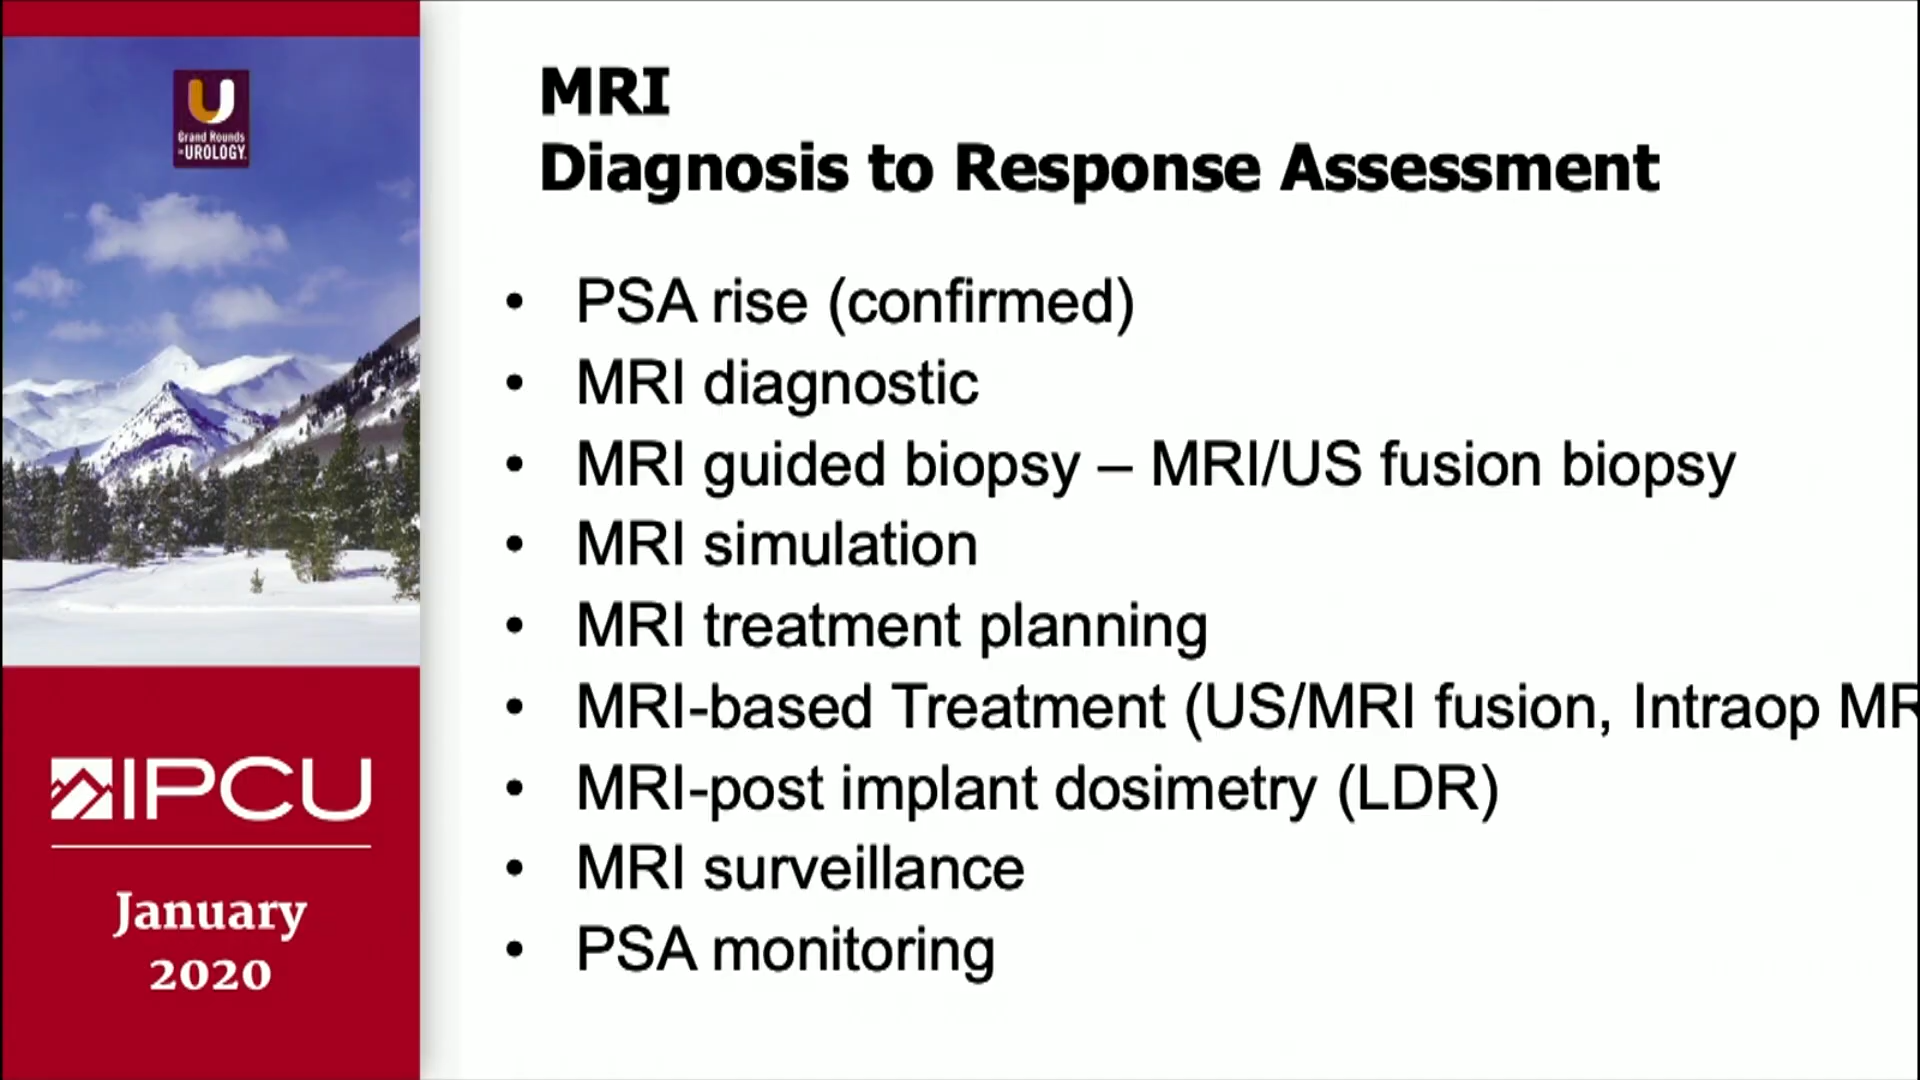 U
Grand Rounds
in UROLOGY
IPCU
January
2020
MRI
Diagnosis to Response Assessment
• PSA rise (confirmed)
• MRI diagnostic
• MRI guided biopsy – MRI/US fusion biopsy
• MRI simulation
• MRI treatment planning
• MRI-based Treatment (US/MRI fusion, Intraop MR
• MRI-post implant dosimetry (LDR)
• MRI surveillance
• PSA monitoring